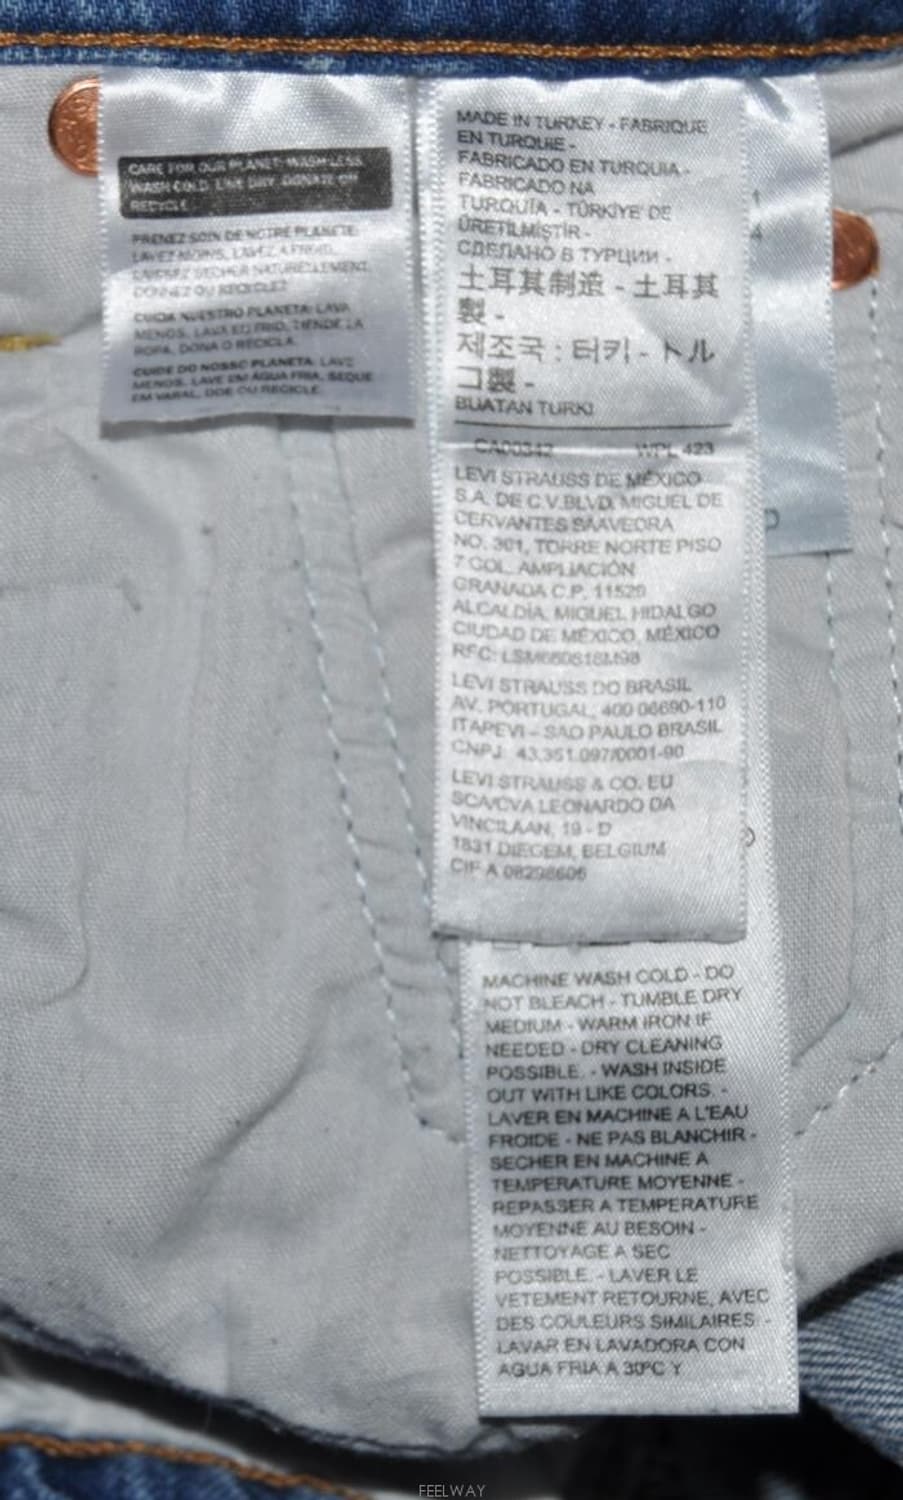 CARE FOR OUR PLANET: WASH LESS,
WASH COLD, LINE DRY, DONATE OR
RECYCLE.
PRENEZ SOIN DE NOTRE PLANETE:
LAVEZ MOINS, LAVEZ A FROID,
LAISSEZ SECHER NATURELLEMENT,
DONNEZ OU RECYCLEZ
CUIDA NUESTRO PLANETA: LAVA
MENOS, LAVA EN FRIO, TIENDE LA
ROPA, DONA O RECICLA.
CUIDE DO NOSSO PLANETA: LAVE
MENOS, LAVE EM ÁGUA FRIA, SEQUE
EM VARAL, DOE OU RECICLE.
MADE IN TURKEY - FABRIQUE
EN TURQUIE -
FABRICADO EN TURQUIA -
FABRICADO NA
TURQUÍA - TÜRKİYE' DE
ÜRETİLMİŞTİR -
СДЕЛАНО В ТУРЦИИ -
土耳其制造 - 土耳其
製 -
제조국 : 터키 - トル
コ製 -
BUATAN TURKI
CA00342 WPL 423
LEVI STRAUSS DE MÉXICO
S.A. DE C.V.BLVD. MIGUEL DE
CERVANTES SAAVEDRA
NO. 301, TORRE NORTE PISO
7 COL. AMPLIACIÓN
GRANADA C.P. 11529
ALCALDÍA, MIGUEL HIDALGO
CIUDAD DE MÉXICO, MÉXICO
RFC:
LEVI STRAUSS DO BRASIL
AV. PORTUGAL, 400 06690-110
ITAPEVI - SAO PAULO BRASIL
CNPJ: 43.351.097/0001-90
LEVI STRAUSS & CO. EU
SCA/CVA LEONARDO DA
VINCILAAN, 19 - D
1831 DIEGEM, BELGIUM
CIF A 08298606
MACHINE WASH COLD - DO
NOT BLEACH - TUMBLE DRY
MEDIUM - WARM IRON IF
NEEDED - DRY CLEANING
POSSIBLE. - WASH INSIDE
OUT WITH LIKE COLORS. -
LAVER EN MACHINE A L'EAU
FROIDE - NE PAS BLANCHIR -
SECHER EN MACHINE A
TEMPERATURE MOYENNE -
REPASSER A TEMPERATURE
MOYENNE AU BESOIN -
NETTOYAGE A SEC
POSSIBLE. - LAVER LE
VETEMENT RETOURNE, AVEC
DES COULEURS SIMILAIRES. -
LAVAR EN LAVADORA CON
AGUA FRIA A 30°C Y
FEELWAY